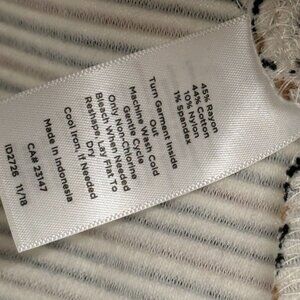 45% Rayon
44% Cotton
10% Nylon
1% Spandex
Turn Garment Inside
Out
Machine Wash Cold
Gentle Cycle
Only Non-Chlorine
Bleach When Needed
Reshape, Lay Flat To
Dry
Cool Iron, If Needed
Made In Indonesia
CA# 23147
ID2726 11/18